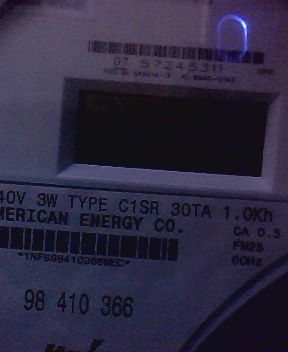 07 57245311
40V 3W TYPE C1SR 30TA 1.0Kh
MERICAN ENERGY CO.
CA 0.5
FM2S
60Hz
*1NFS98410366MEC*
98 410 366